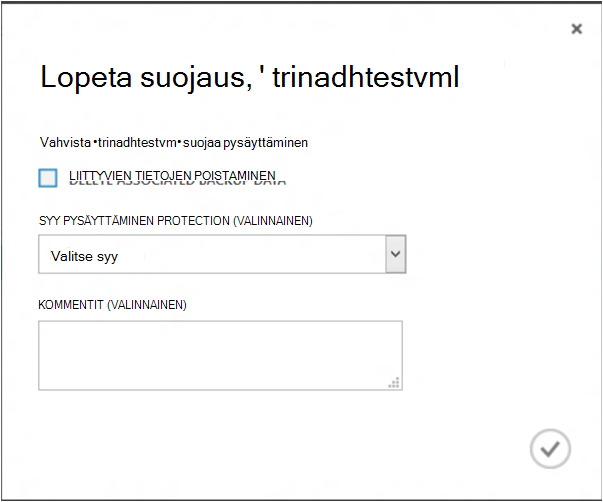 Lopeta suojaus, ' trinadhtestvml
Vahvista •trinadhtestvm• suojaa pysäyttäminen
LIITTYVIEN TIETOJEN POISTAMINEN
DELETE ASSOCIATED BACKUP DATA
SYY PYSÄYTTÄMINEN PROTECTION (VALINNAINEN)
Valitse syy
KOMMENTIT (VALINNAINEN)